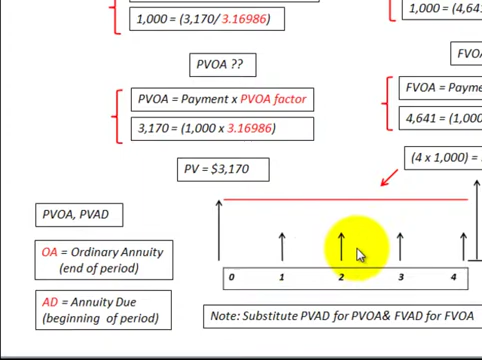 1,000 = (3,170/ 3.16986)
1,000 = (4,641
PVOA ??
FVOA
PVOA = Payment x PVOA factor
FVOA = Payme
3,170 = (1,000 x 3.16986)
4,641 = (1,000
PV = $3,170
(4 x 1,000) =
PVOA, PVAD
OA = Ordinary Annuity
(end of period)
0 1 2 3 4
AD = Annuity Due
(beginning of period)
Note: Substitute PVAD for PVOA& FVAD for FVOA